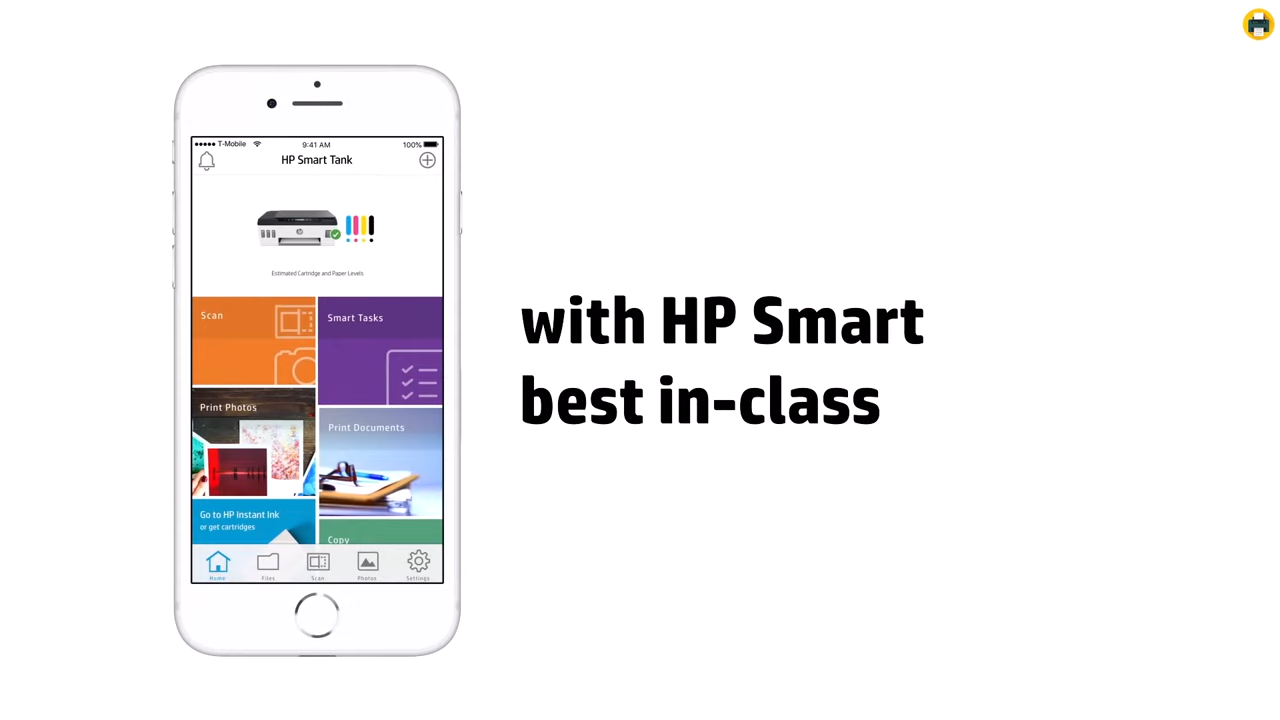 T-Mobile 9:41 AM 100%
HP Smart Tank
hp
Estimated Cartridge and Paper Levels
Scan
Smart Tasks
Print Photos
Print Documents
Go to HP Instant Ink
or get cartridges
Copy
Home Files Scan Photos Settings
with HP Smart
best in-class